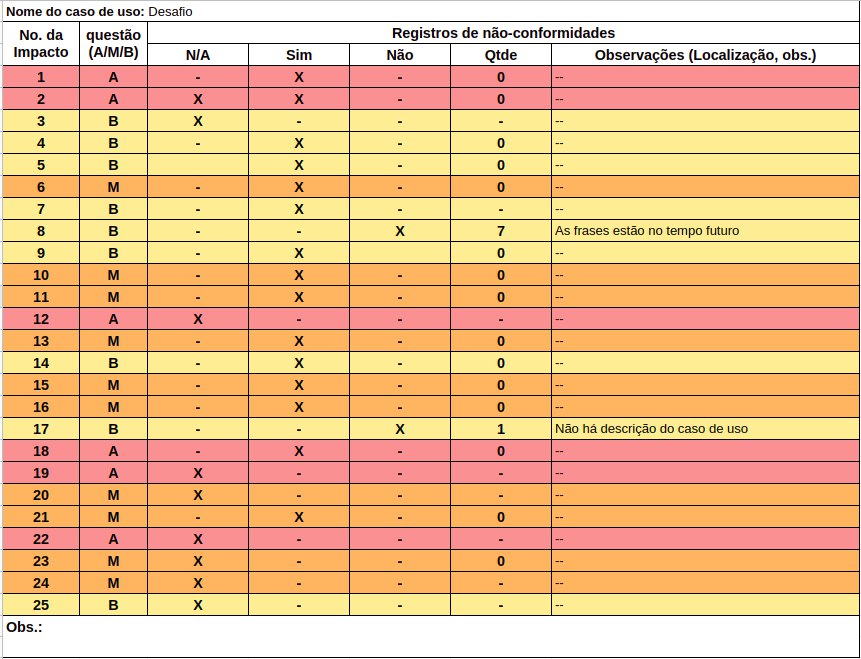 Nome do caso de uso: Desafio
No. da Impacto questão (A/M/B) Registros de não-conformidades
N/A Sim Não Qtde Observações (Localização, obs.)
1 A - X - 0 --
2 A X X - 0 --
3 B X - - - --
4 B - X - 0 --
5 B X - 0 --
6 M - X - 0 --
7 B - X - - --
8 B - - X 7 As frases estão no tempo futuro
9 B - X 0 --
10 M - X - 0 --
11 M - X - 0 --
12 A X - - - --
13 M - X - 0 --
14 B - X - 0 --
15 M - X - 0 --
16 M - X - 0 --
17 B - - X 1 Não há descrição do caso de uso
18 A - X - 0 --
19 A X - - - --
20 M X - - - --
21 M - X - 0 --
22 A X - - - --
23 M X - - 0 --
24 M X - - - --
25 B X - - - --
Obs.: